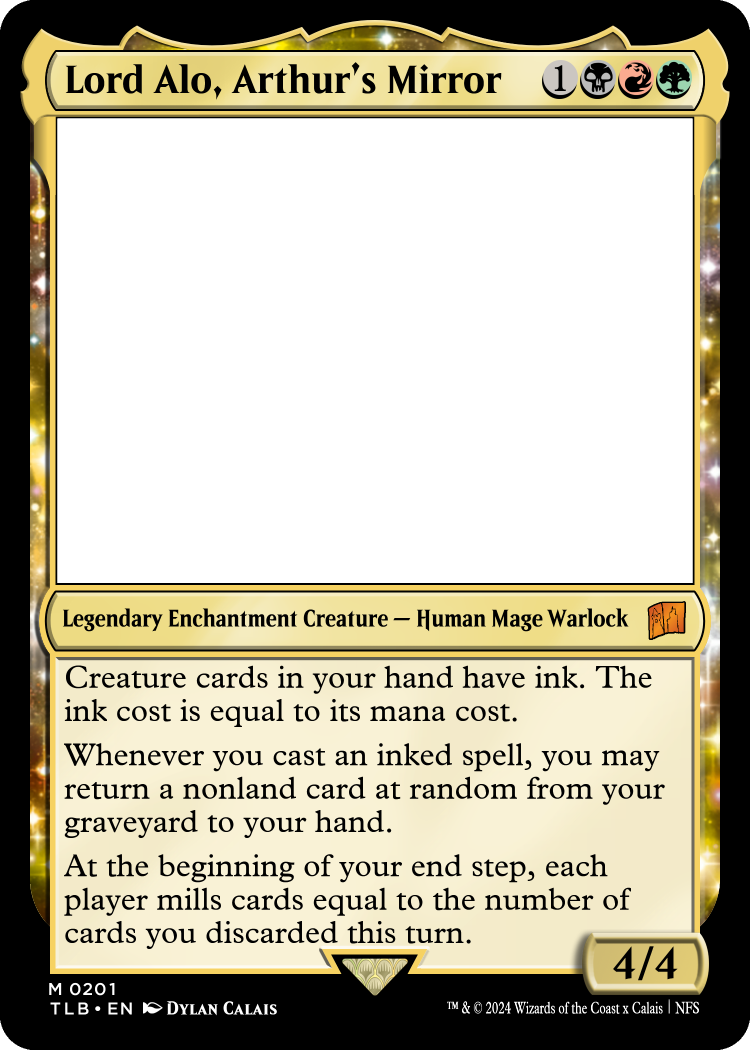 Lord Alo, Arthur's Mirror 1
Legendary Enchantment Creature — Human Mage Warlock
Creature cards in your hand have ink. The
ink cost is equal to its mana cost.
Whenever you cast an inked spell, you may
return a nonland card at random from your
graveyard to your hand.
At the beginning of your end step, each
player mills cards equal to the number of
cards you discarded this turn.
4/4
M 0201
TLB • EN Dylan Calais
™ & © 2024 Wizards of the Coast x Calais | NFS